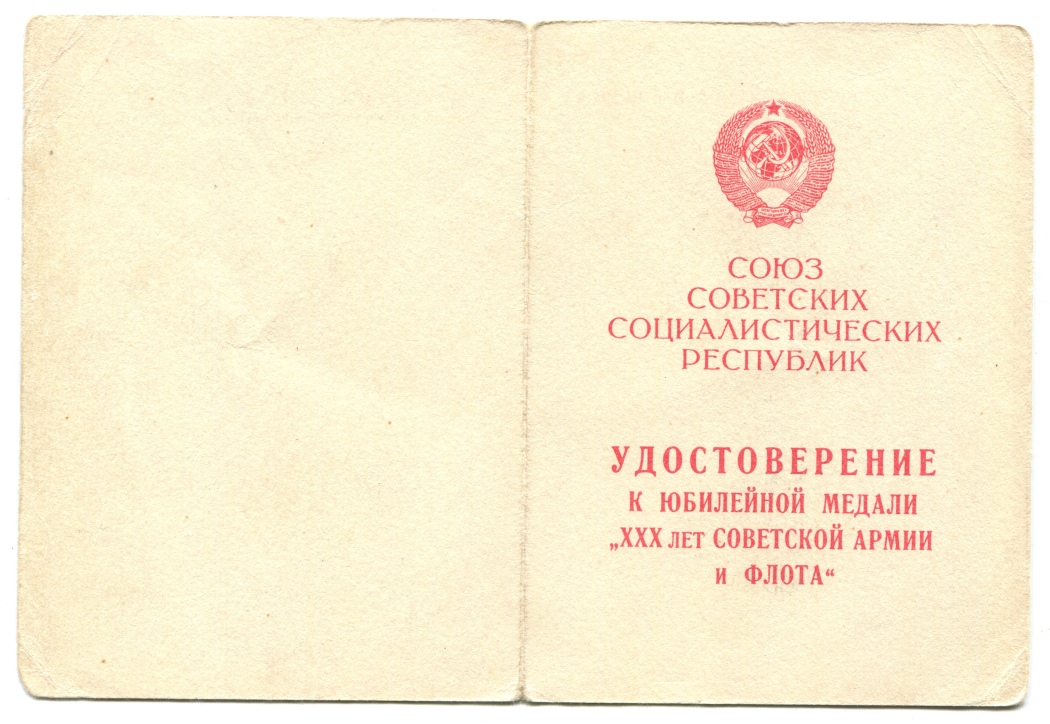 СОЮЗ
СОВЕТСКИХ
СОЦИАЛИСТИЧЕСКИХ
РЕСПУБЛИК
УДОСТОВЕРЕНИЕ
К ЮБИЛЕЙНОЙ МЕДАЛИ
„XXX ЛЕТ СОВЕТСКОЙ АРМИИ
И ФЛОТА“